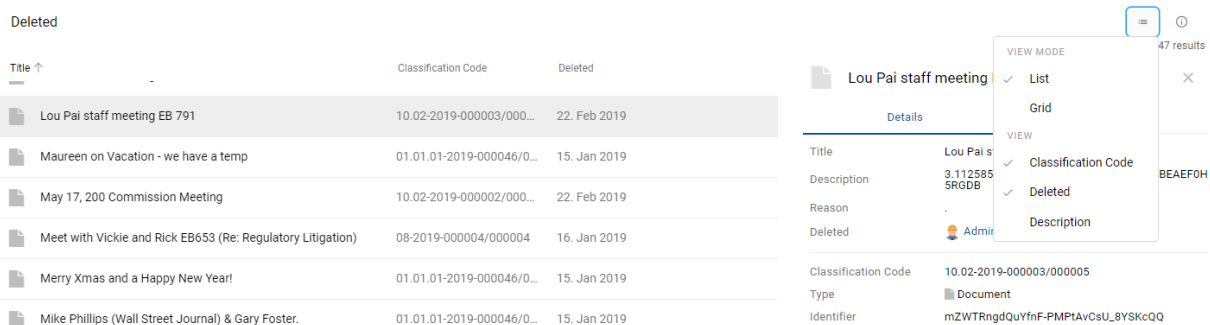 Deleted
47 results
Title
Classification Code
Deleted
Lou Pai staff meeting EB 791
10.02-2019-000003/000...
22. Feb 2019
Maureen on Vacation - we have a temp
01.01.01-2019-000046/0...
15. Jan 2019
May 17, 200 Commission Meeting
10.02-2019-000002/000...
22. Feb 2019
Meet with Vickie and Rick EB653 (Re: Regulatory Litigation)
08-2019-000004/000004
16. Jan 2019
Merry Xmas and a Happy New Year!
01.01.01-2019-000046/0...
15. Jan 2019
Mike Phillips (Wall Street Journal) & Gary Foster.
01.01.01-2019-000046/0...
15. Jan 2019
VIEW MODE
List
Grid
VIEW
Classification Code
Deleted
Description
Lou Pai staff meeting
Details
Title
Lou Pai s
Description
3.112585
BEAEF0H
5RGDB
Reason
.
Deleted
Admi
Classification Code
10.02-2019-000003/000005
Type
Document
Identifier
mZWTRngdQuYfnF-PMPtAvCsU_8YSKcQQ